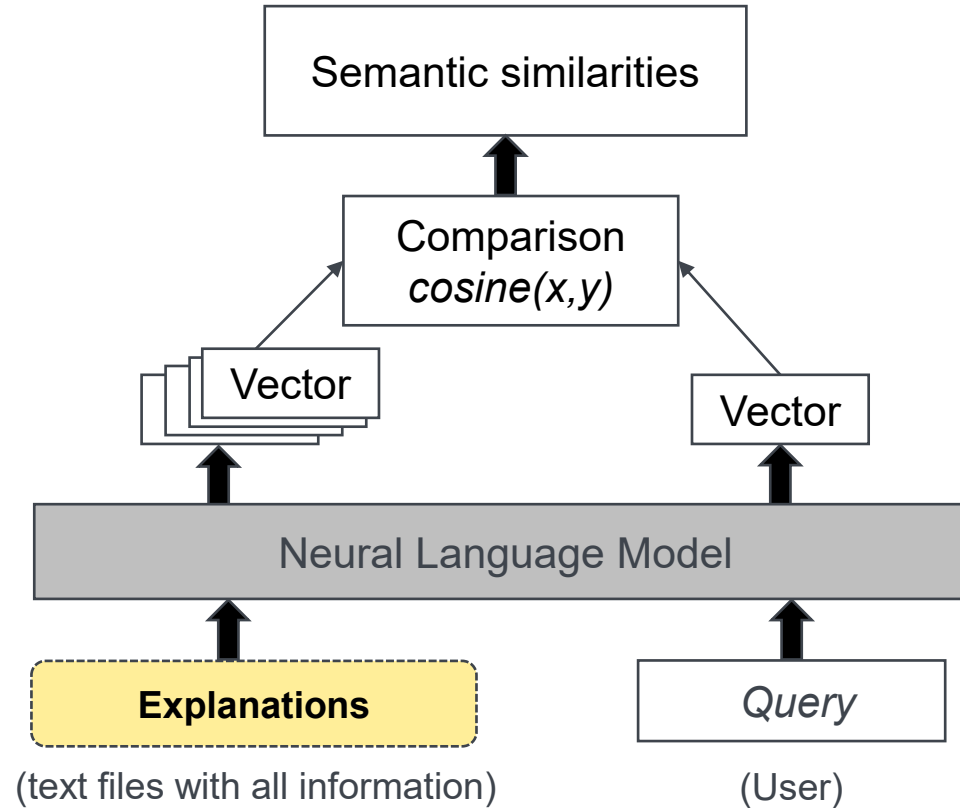 Semantic similarities
Comparison
cosine(x,y)
Vector
Vector
Neural Language Model
Explanations
Query
(text files with all information)
(User)